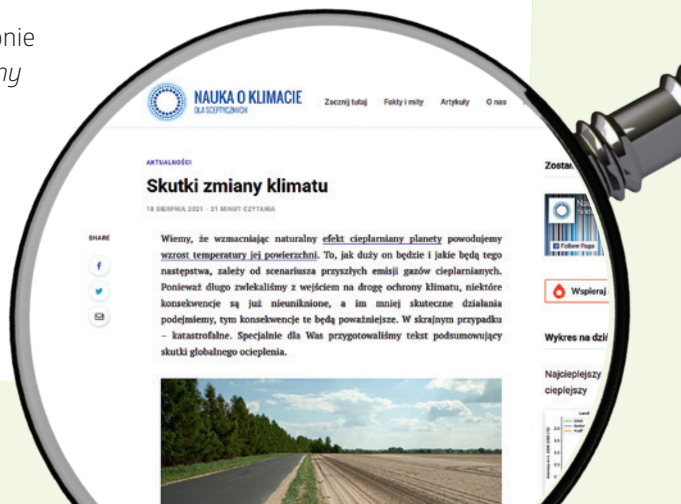 onie
ny
NAUKA O KLIMACIE
DLA SCEPTYCZNYCH
Zacznij tutaj Fakty i mity Artykuły O nas
AKTUALNOŚCI
Skutki zmiany klimatu
18 SIERPNIA 2021 - 21 MINUT CZYTANIA
SHARE
Wiemy, że wzmacniając naturalny efekt cieplarniany planety powodujemy
wzrost temperatury jej powierzchni. To, jak duży on będzie i jakie będą tego
następstwa, zależy od scenariusza przyszłych emisji gazów cieplarnianych.
Ponieważ długo zwlekaliśmy z wejściem na drogę ochrony klimatu, niektóre
konsekwencje są już nieuniknione, a im mniej skuteczne działania
podejmiemy, tym konsekwencje te będą poważniejsze. W skrajnym przypadku
– katastrofalne. Specjalnie dla Was przygotowaliśmy tekst podsumowujący
skutki globalnego ocieplenia.
Follow Page
Wspieraj
Wykres na dziś
Najcieplejszy
cieplejszy
Land